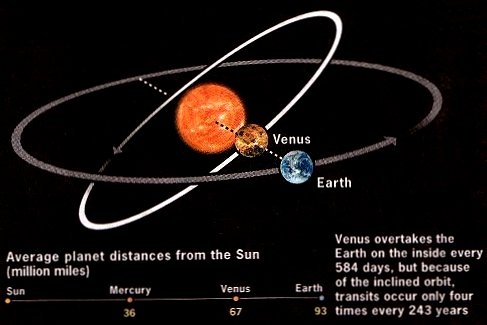 Venus
Earth
Average planet distances from the Sun
(million miles)
Sun
Mercury
Venus
Earth
36
67
93
Venus overtakes the
Earth on the inside every
584 days, but because
of the inclined orbit,
transits occur only four
times every 243 years